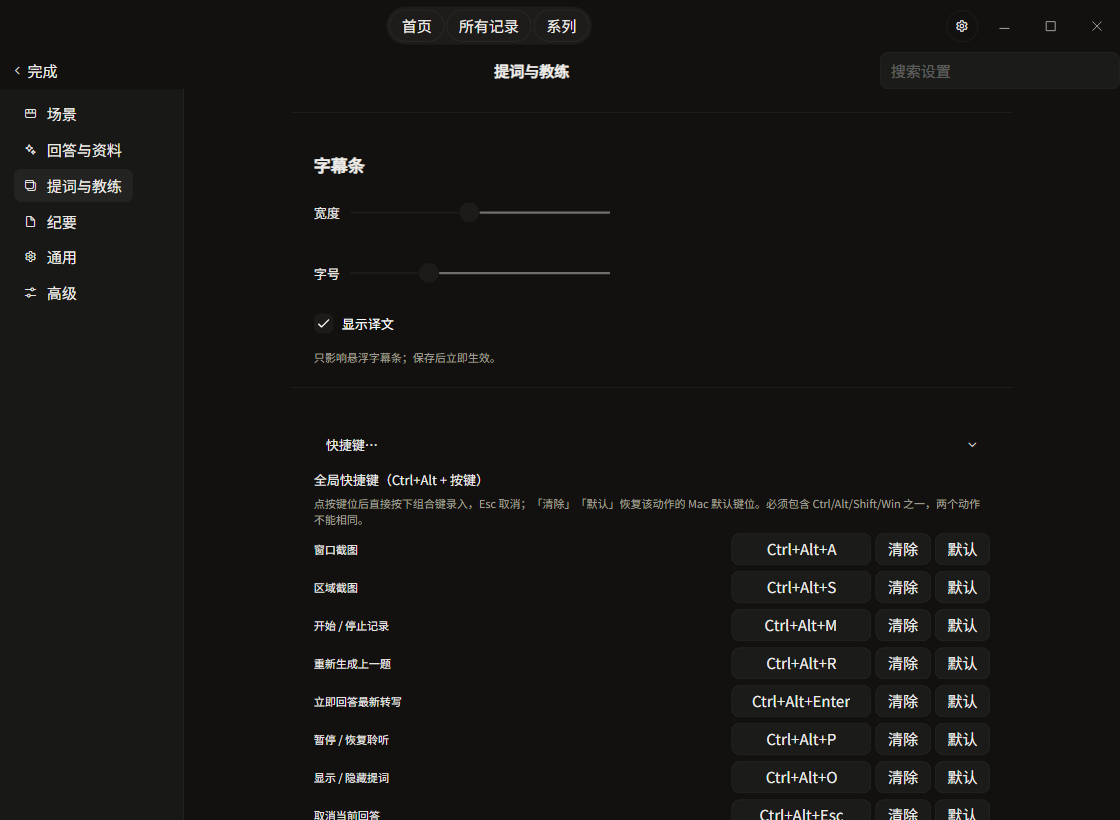 首页 所有记录 系列
完成
提词与教练
搜索设置
场景
回答与资料
提词与教练
纪要
通用
高级
字幕条
宽度
字号
显示译文
只影响悬浮字幕条；保存后立即生效。
快捷键…
全局快捷键（Ctrl+Alt + 按键）
点按键位后直接按下组合键录入，Esc 取消；「清除」「默认」恢复该动作的 Mac 默认键位。必须包含 Ctrl/Alt/Shift/Win 之一，两个动作
不能相同。
窗口截图 Ctrl+Alt+A 清除 默认
区域截图 Ctrl+Alt+S 清除 默认
开始 / 停止记录 Ctrl+Alt+M 清除 默认
重新生成上一题 Ctrl+Alt+R 清除 默认
立即回答最新转写 Ctrl+Alt+Enter 清除 默认
暂停 / 恢复聆听 Ctrl+Alt+P 清除 默认
显示 / 隐藏提词 Ctrl+Alt+O 清除 默认
取消当前回答 Ctrl+Alt+Esc 清除 默认